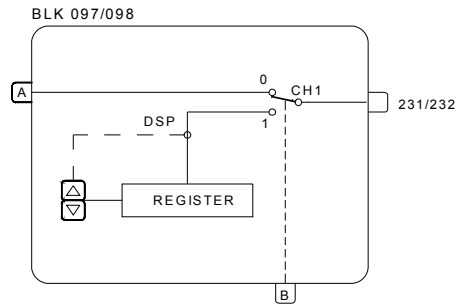 BLK 097/098
A
0
CH1
231/232
DSP
1
REGISTER
B